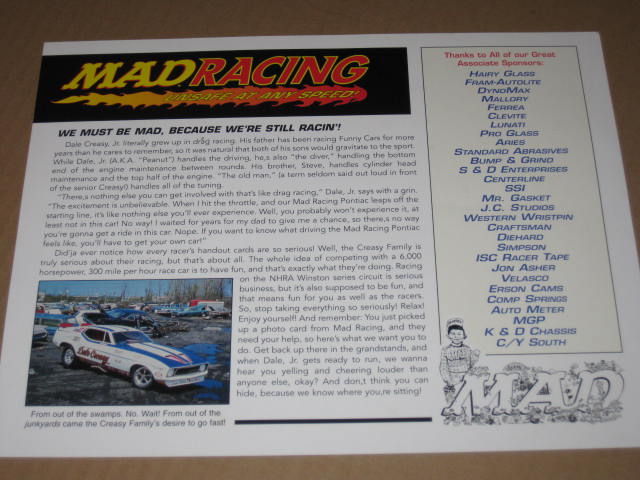 MAD RACING
UNSAFE AT ANY SPEED!
WE MUST BE MAD, BECAUSE WE'RE STILL RACIN'!
Dale Creasy, Jr. literally grew up in dråg racing. His father has been racing Funny Cars for more
years than he cares to remember, so it was natural that both of his sons would gravitate to the sport.
While Dale, Jr. (A.K.A. "Peanut") handles the driving, he,s also "the diver," handling the bottom
end of the engine maintenance between rounds. His brother, Steve, handles cylinder head
maintenance and the top half of the engine. "The old man," (a term seldom said out loud in front
of the senior Creasy!) handles all of the tuning.
"There,s nothing else you can get involved with that's like drag racing," Dale, Jr. says with a grin.
"The excitement is unbelievable. When I hit the throttle, and our Mad Racing Pontiac leaps off the
starting line, it's like nothing else you'll ever experience. Well, you probably won't experience it, at
least not in this car! No way! I waited for years for my dad to give me a chance, so there,s no way
you're gonna get a ride in this car. Nope. If you want to know what driving the Mad Racing Pontiac
feels like, you'll have to get your own car!"
Did'ja ever notice how every racer's handout cards are so serious! Well, the Creasy Family is
truly serious about their racing, but that's about all. The whole idea of competing with a 6,000
horsepower, 300 mile per hour race car is to have fun, and that's exactly what they're doing. Racing
on the NHRA Winston series circuit is serious
business, but it's also supposed to be fun, and
that means fun for you as well as the racers.
So, stop taking everything so seriously! Relax!
Enjoy yourself! And remember: You just picked
up a photo card from Mad Racing, and they
need your help, so here's what we want you to
do. Get back up there in the grandstands, and
when Dale, Jr. gets ready to run, we wanna
hear you yelling and cheering louder than
anyone else, okay? And don,t think you can
hide, because we know where you,re sitting!
Dale Creasy
From out of the swamps. No. Wait! From out of the
junkyards came the Creasy Family's desire to go fast!
Thanks to All of our Great
Associate Sponsors:
HAIRY GLASS
FRAM-AUTOLITE
DYNOMAX
MALLORY
FERREA
CLEVITE
LUNATI
PRO GLASS
ARIES
STANDARD ABRASIVES
BUMP & GRIND
S & D ENTERPRISES
CENTERLINE
SSI
MR. GASKET
J.C. STUDIOS
WESTERN WRISTPIN
CRAFTSMAN
DIEHARD
SIMPSON
ISC RACER TAPE
JON ASHER
VELASCO
ERSON CAMS
COMP SPRINGS
AUTO METER
MGP
K & D CHASSIS
C/Y SOUTH
MAD